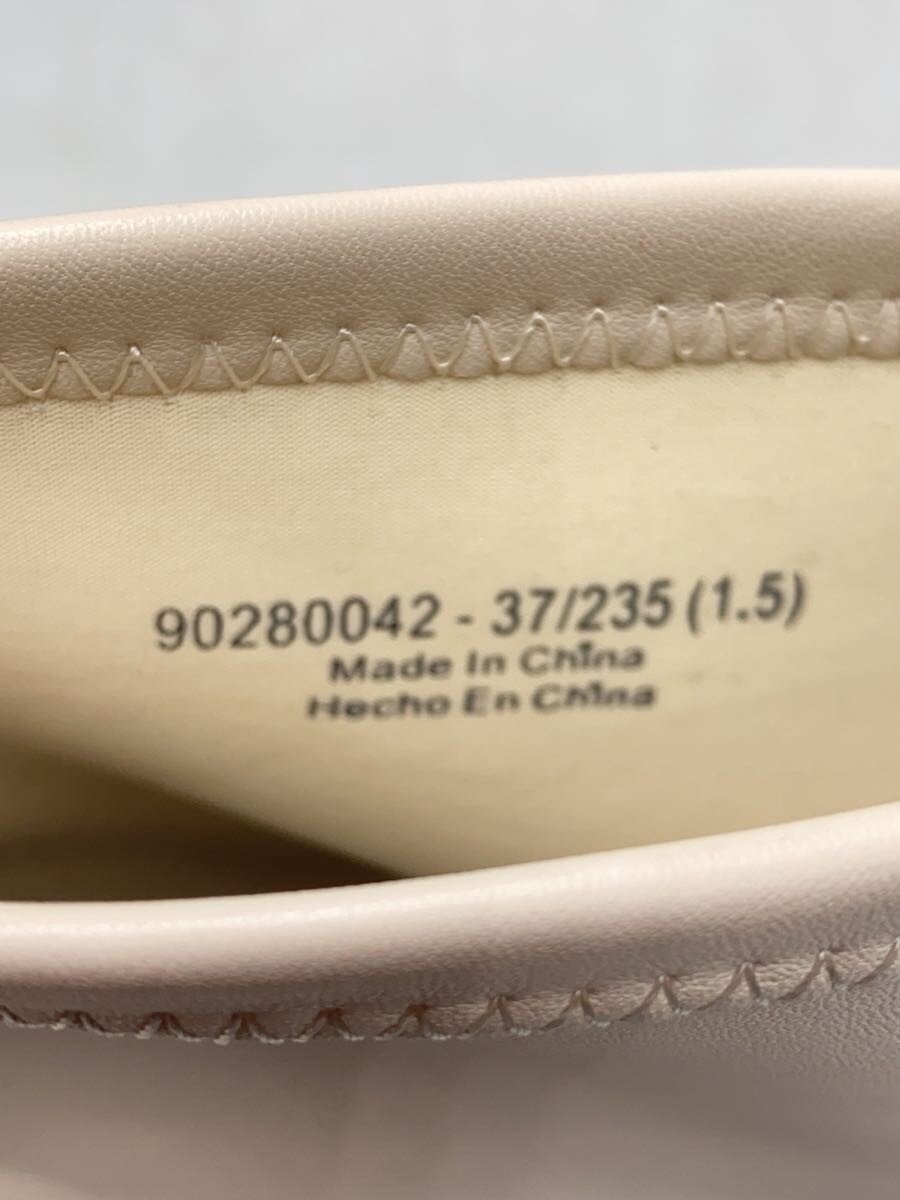 90280042 - 37/235 (1.5)
Made In China
Hecho En China